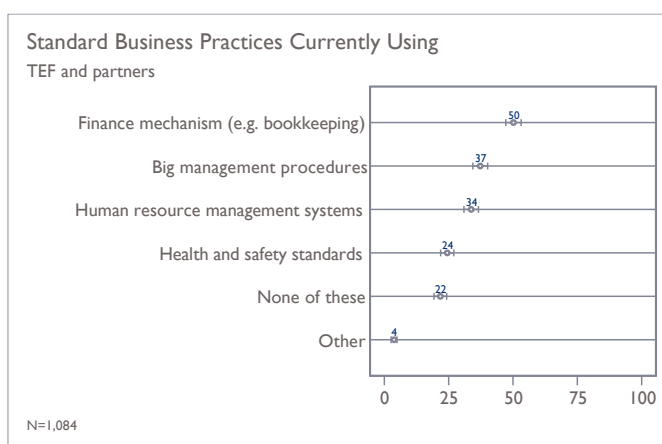 Standard Business Practices Currently Using
TEF and partners
Finance mechanism (e.g. bookkeeping)
50
Big management procedures
37
Human resource management systems
34
Health and safety standards
24
None of these
22
Other
4
0 25 50 75 100
N=1,084